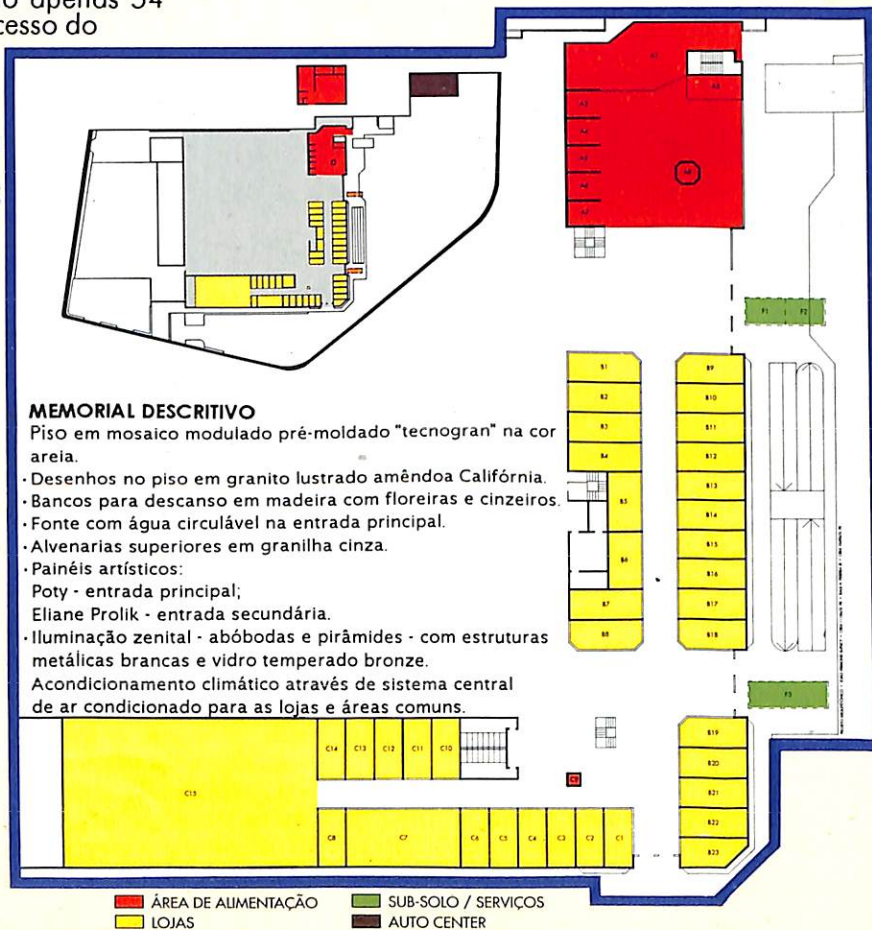 o apenas 54
cesso do
MEMORIAL DESCRITIVO
Piso em mosaico modulado pré-moldado "tecnogran" na cor
areia.
· Desenhos no piso em granito lustrado amêndoa Califórnia.
· Bancos para descanso em madeira com floreiras e cinzeiros.
· Fonte com água circulável na entrada principal.
· Alvenarias superiores em granilha cinza.
· Painéis artísticos:
Poty - entrada principal;
Eliane Prolik - entrada secundária.
· Iluminação zenital - abóbodas e pirâmides - com estruturas
metálicas brancas e vidro temperado bronze.
Acondicionamento climático através de sistema central
de ar condicionado para as lojas e áreas comuns.
F1 F2
B1
B2
B3
B4
B5
B6
B7
B8
B9
B10
B11
B12
B13
B14
B15
B16
B17
B18
F3
B19
B20
B21
B22
B23
C15
C14 C13 C12 C11 C10
C8 C7 C6 C5 C4 C3 C2 C1
ÁREA DE ALIMENTAÇÃO
LOJAS
SUB-SOLO / SERVIÇOS
AUTO CENTER